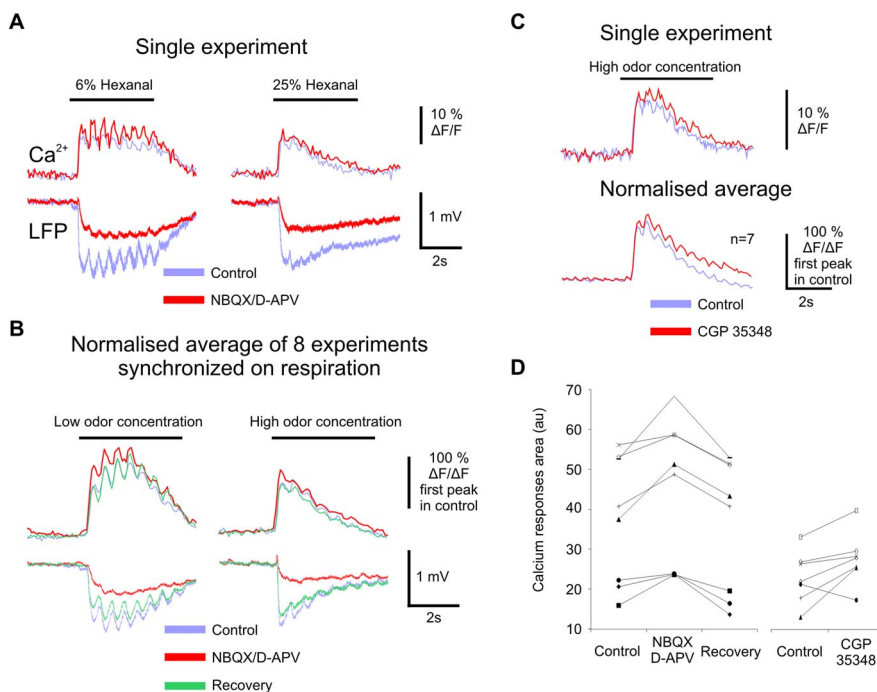 A
Single experiment
6% Hexanal
25% Hexanal
10 %
ΔF/F
Ca2+
LFP
1 mV
2s
Control
NBQX/D-APV
B
Normalised average of 8 experiments
synchronized on respiration
Low odor concentration
High odor concentration
100 %
ΔF/ΔF
first peak
in control
1 mV
2s
Control
NBQX/D-APV
Recovery
C
Single experiment
High odor concentration
10 %
ΔF/F
Normalised average
n=7
100 %
ΔF/ΔF
first peak
in control
2s
Control
CGP 35348
D
Calcium responses area (au)
70
60
50
40
30
20
10
Control
NBQX
D-APV
Recovery
Control
CGP
35348